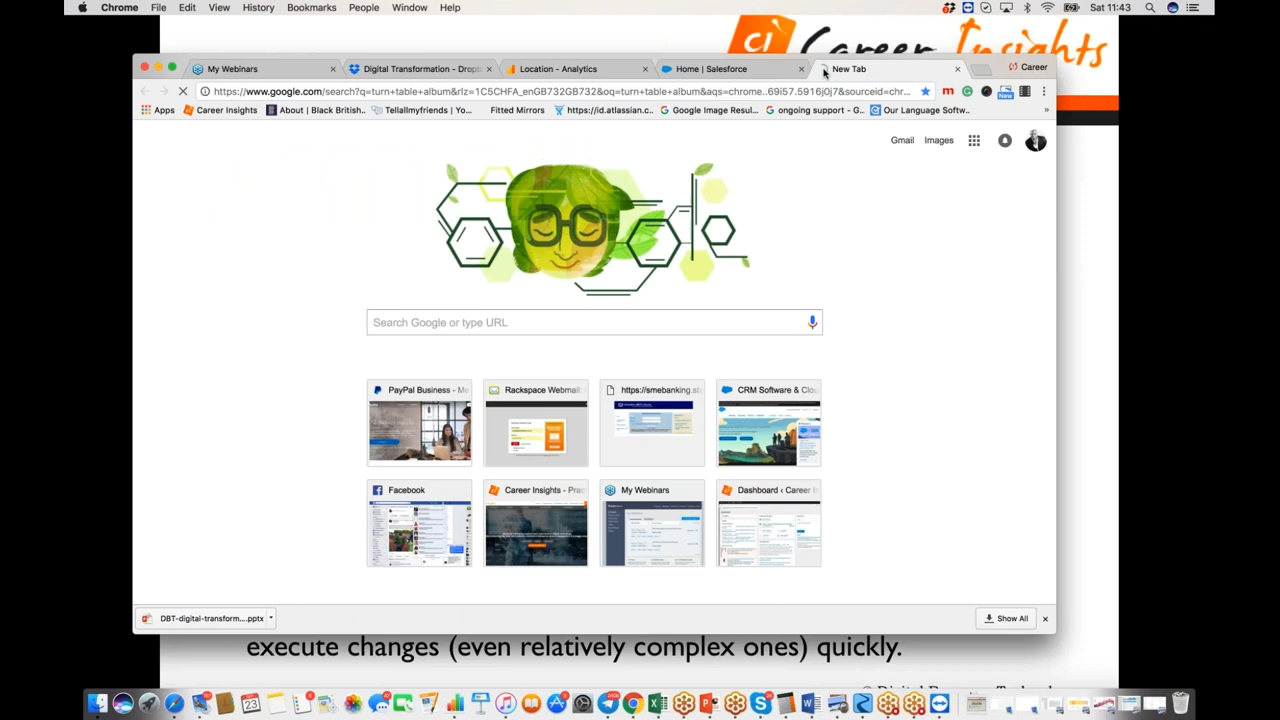 Chrome File Edit View History Bookmarks People Window Help Sat 11:43
Career Insights
My Webinars Digital Transformation - Dropb Location - Analytics Home | Salesforce New Tab Career
https://www.google.com/search?q=turn+table+album&rlz=1C5CHFA_enGB732GB732&oq=turn+table+album&aqs=chrome..69i57.5916j0j7&sourceid=chr...
Apps Career Insights About | Black British... Tellallmyfriends | You... Fitted Mirrors https://id.atlassian.c... Google Image Resul... ongoing support - G... Our Language Softw... »
Gmail Images
Search Google or type URL
PayPal Business - Me Rackspace Webmail: https://smebanking.st CRM Software & Clou
Facebook Career Insights - Prac My Webinars Dashboard ‹ Career I
DBT-digital-transform....pptx Show All
execute changes (even relatively complex ones) quickly.